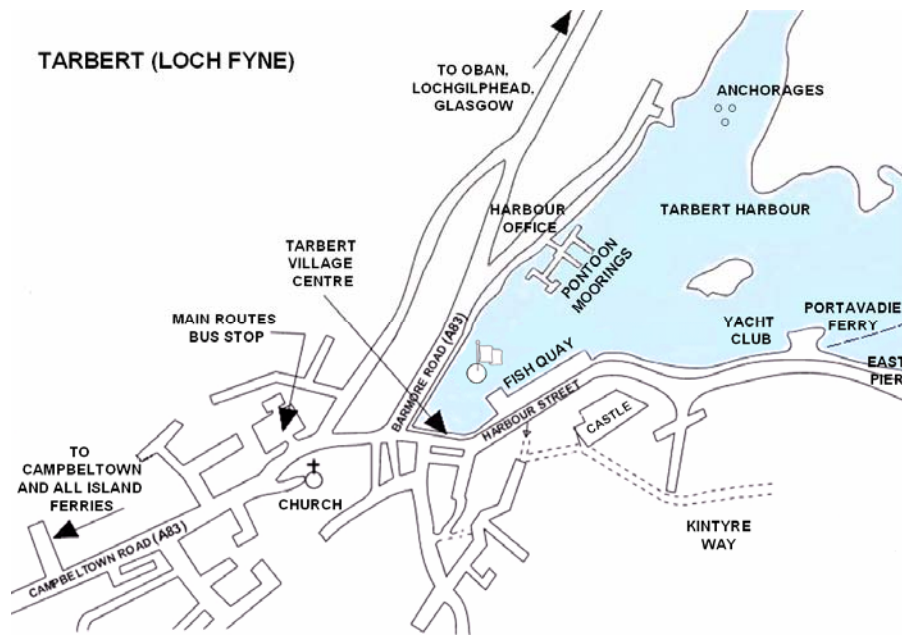 TARBERT (LOCH FYNE)
TO OBAN,
LOCHGILPHEAD,
GLASGOW
ANCHORAGES
HARBOUR
OFFICE
TARBERT HARBOUR
TARBERT
VILLAGE
CENTRE
PONTOON
MOORINGS
MAIN ROUTES
BUS STOP
YACHT
CLUB
PORTAVADIE
FERRY
EAST
PIER
BARMORE ROAD (A83)
FISH QUAY
HARBOUR STREET
CASTLE
TO
CAMPBELTOWN
AND ALL ISLAND
FERRIES
CHURCH
KINTYRE
WAY
CAMPBELTOWN ROAD (A83)